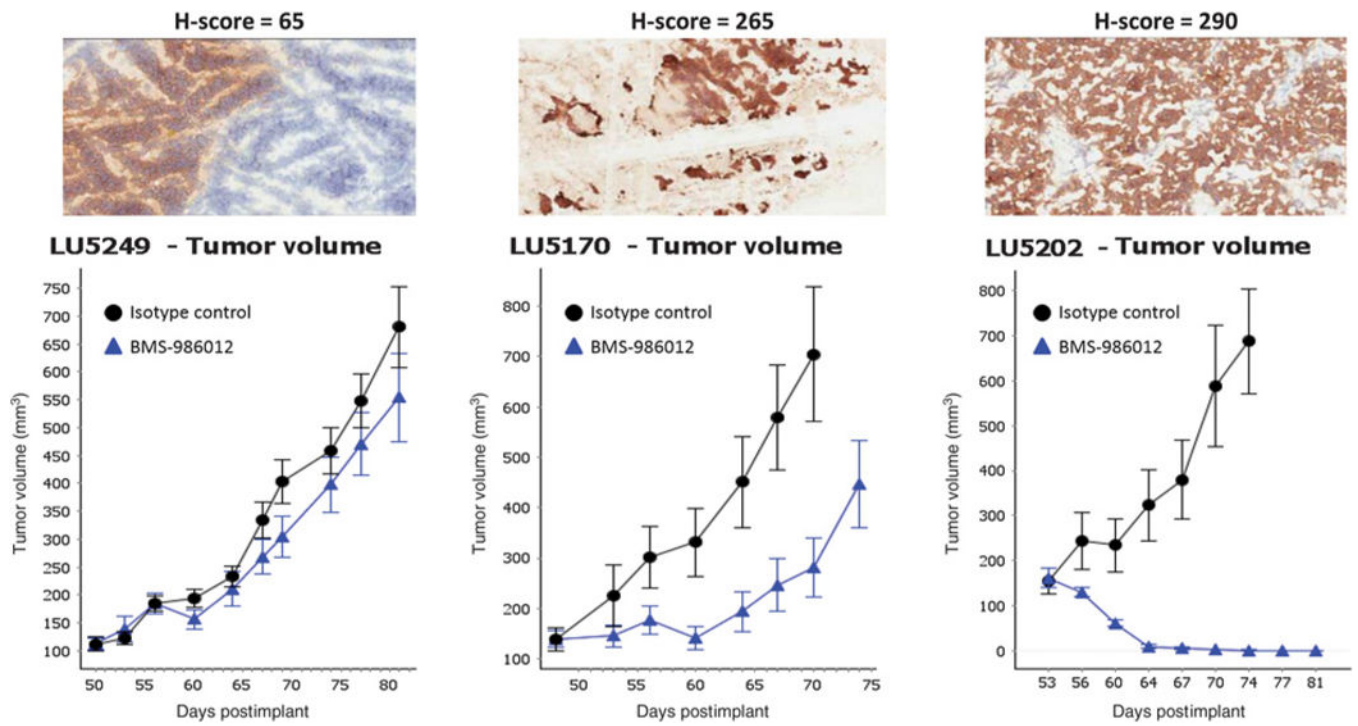 H-score = 65
H-score = 265
H-score = 290
LU5249 - Tumor volume
Tumor volume (mm³)
750
700
650
600
550
500
450
400
350
300
250
200
150
100
Isotype control
BMS-986012
50 55 60 65 70 75 80
Days postimplant
LU5170 - Tumor volume
Tumor volume (mm³)
800
700
600
500
400
300
200
100
Isotype control
BMS-986012
50 55 60 65 70 75
Days postimplant
LU5202 - Tumor volume
Tumor volume (mm³)
800
700
600
500
400
300
200
100
0
Isotype control
BMS-986012
53 56 60 64 67 70 74 77 81
Days postimplant